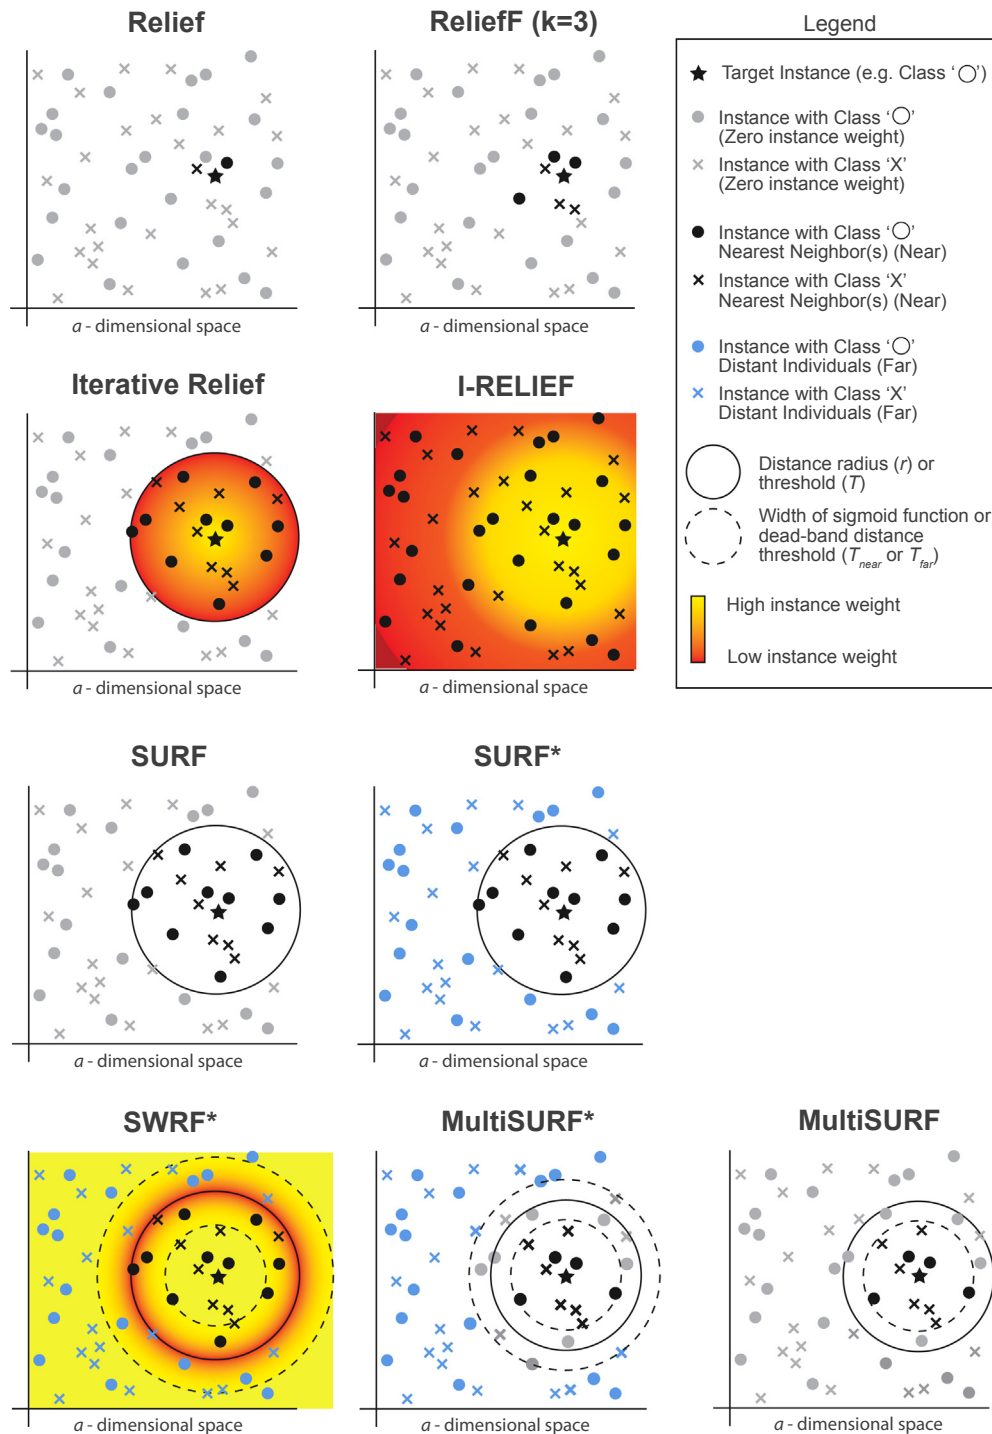 Relief
ReliefF (k=3)
Legend
Target Instance (e.g. Class ‘○’)
Instance with Class ‘○’
(Zero instance weight)
Instance with Class ‘X’
(Zero instance weight)
Instance with Class ‘○’
Nearest Neighbor(s) (Near)
Instance with Class ‘X’
Nearest Neighbor(s) (Near)
Instance with Class ‘○’
Distant Individuals (Far)
Instance with Class ‘X’
Distant Individuals (Far)
Distance radius (r) or
threshold (T)
Width of sigmoid function or
dead-band distance
threshold (T_near or T_far)
High instance weight
Low instance weight
a - dimensional space
a - dimensional space
Iterative Relief
I-RELIEF
a - dimensional space
a - dimensional space
SURF
SURF*
a - dimensional space
a - dimensional space
SWRF*
MultiSURF*
MultiSURF
a - dimensional space
a - dimensional space
a - dimensional space